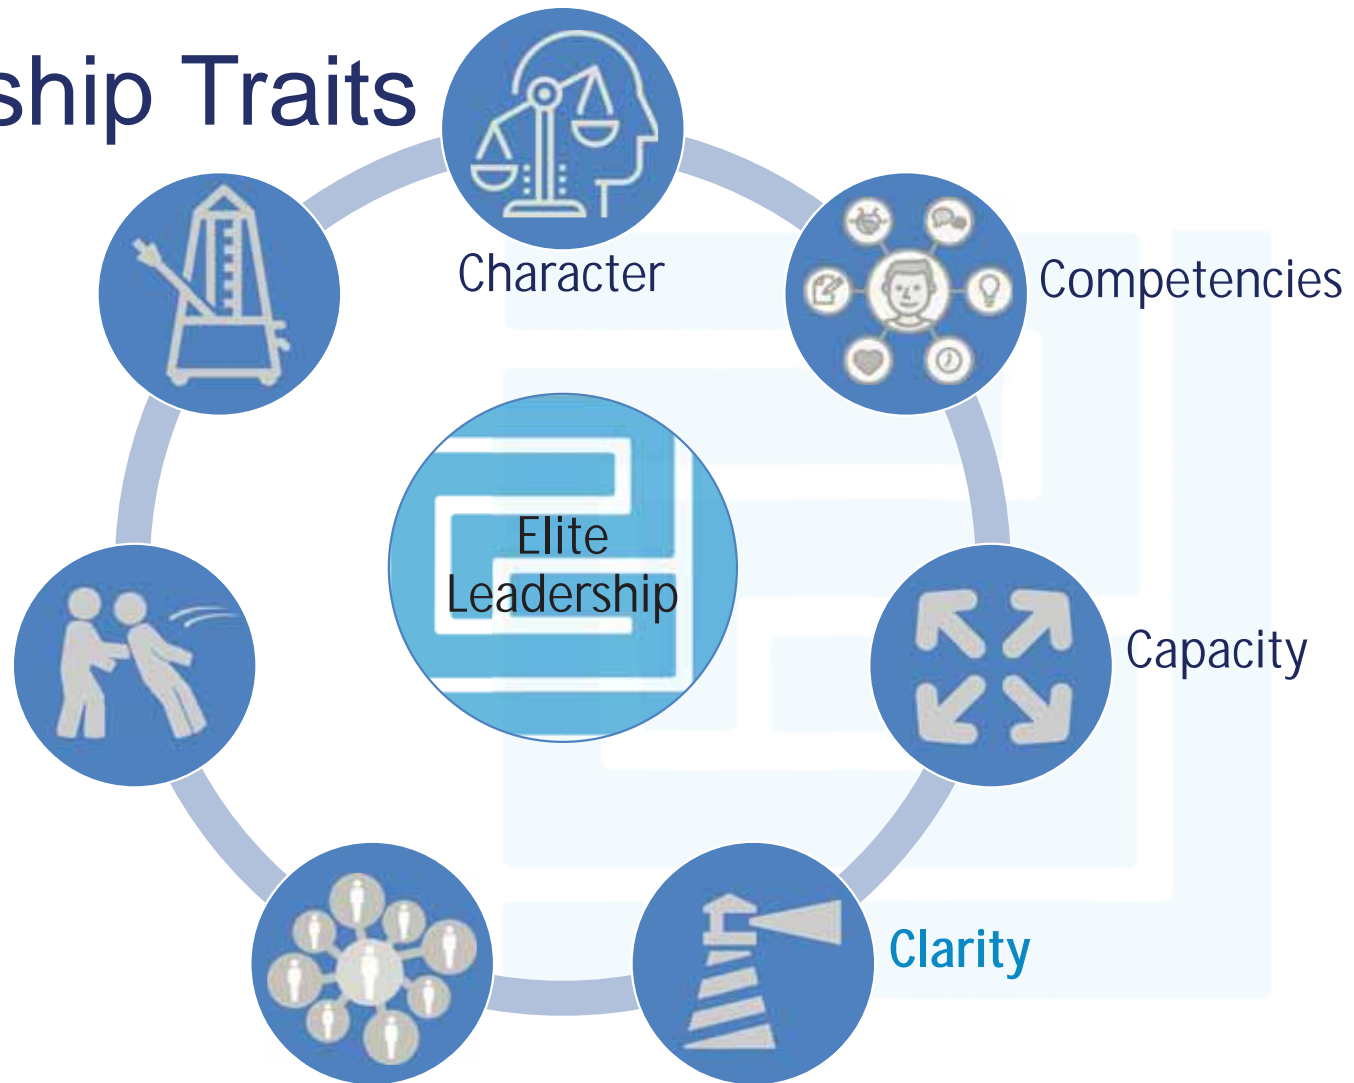 ship Traits
Character
Competencies
Elite
Leadership
Capacity
Clarity